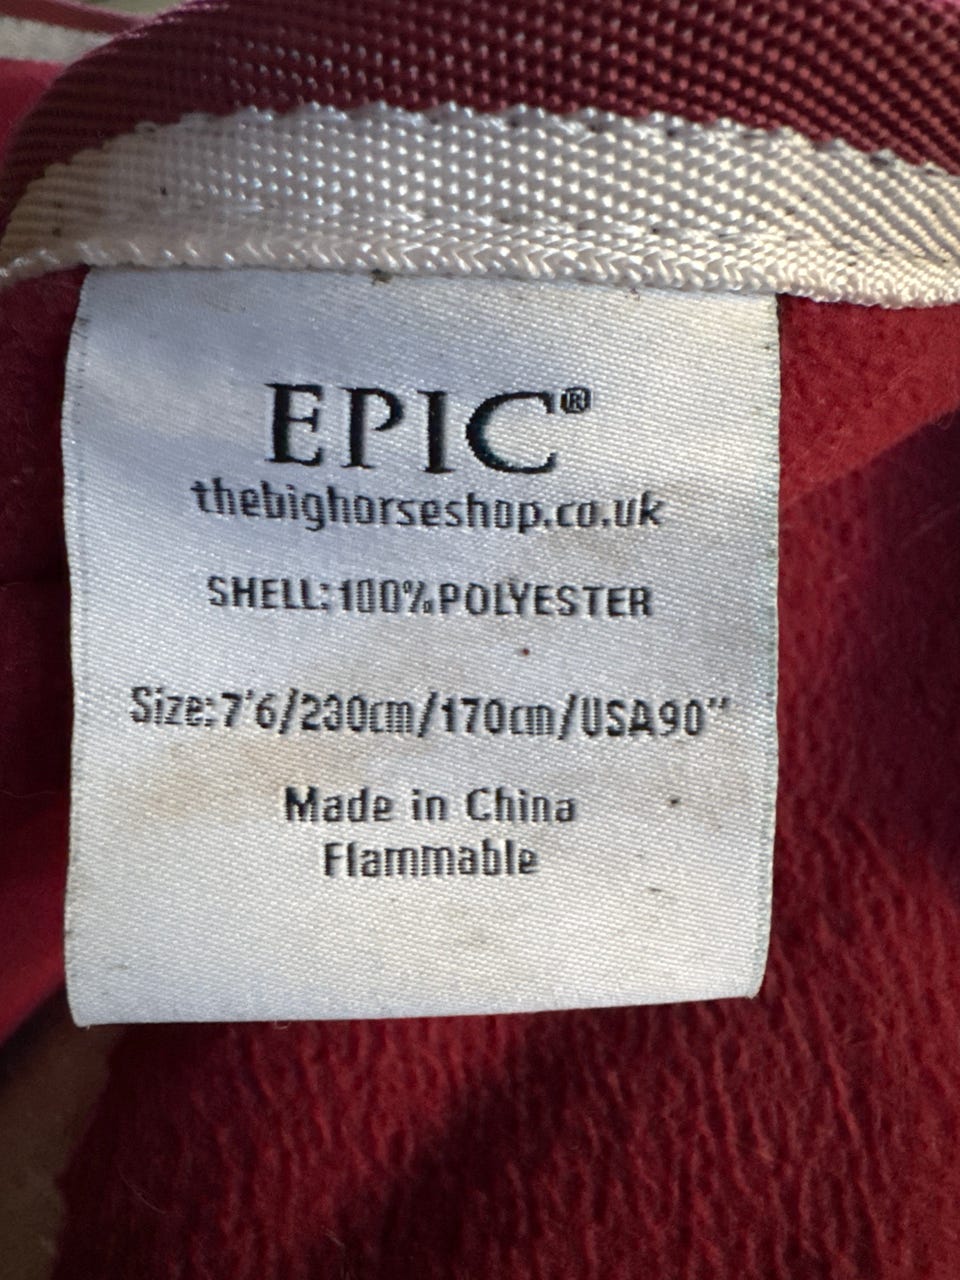 EPIC®
thebighorseshop.co.uk
SHELL: 100% POLYESTER
Size: 7'6/230cm/170cm/USA90"
Made in China
Flammable